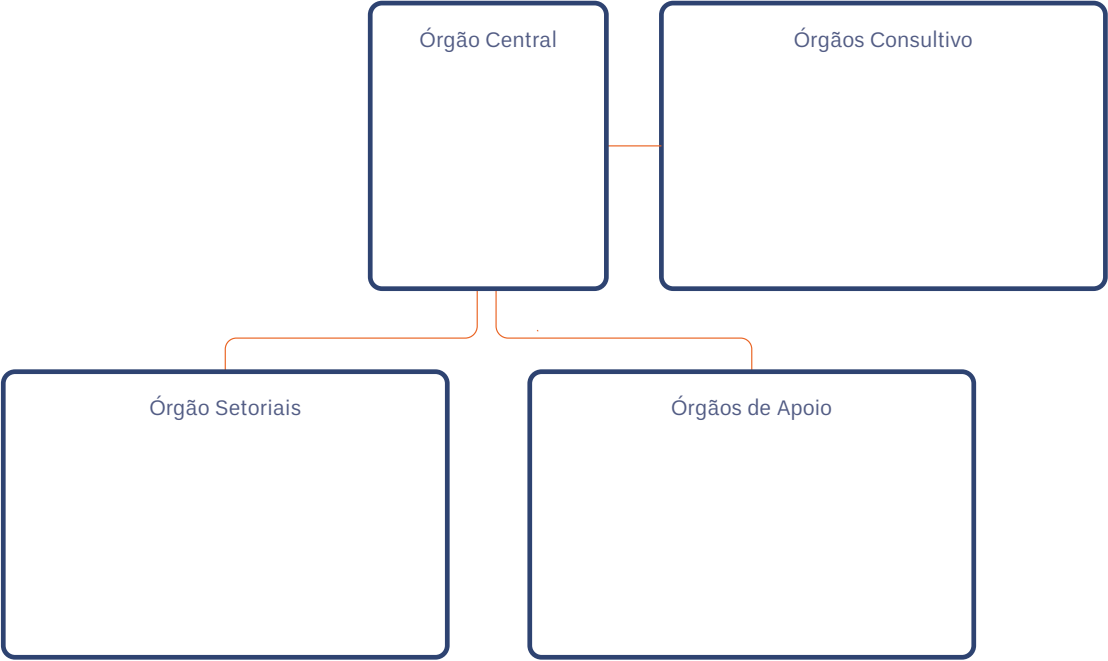 Órgão Central
Órgãos Consultivo
Órgão Setoriais
Órgãos de Apoio